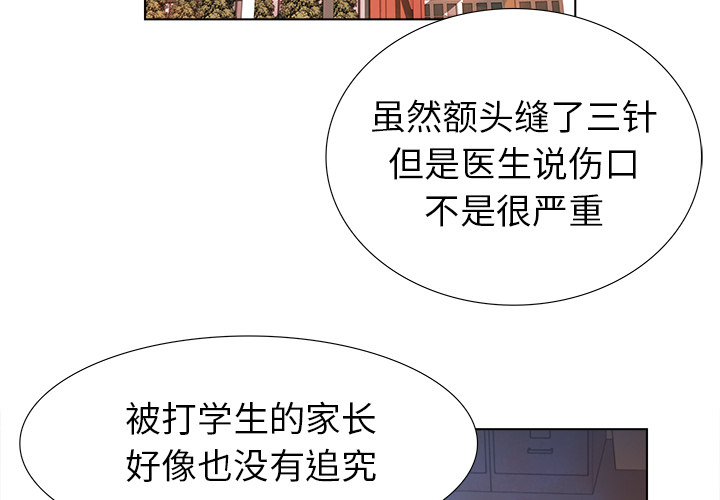 虽然额头缝了三针
但是医生说伤口
不是很严重
被打学生的家长
好像也没有追究